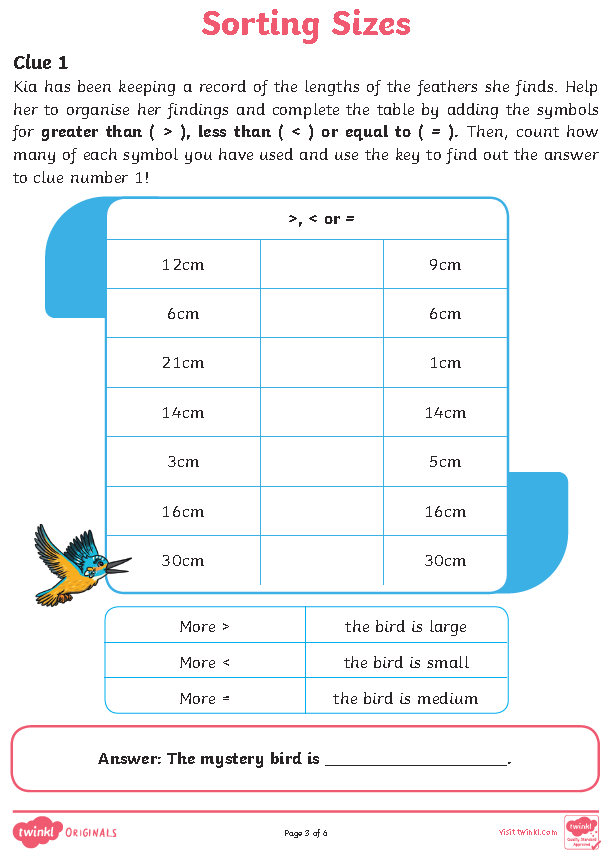 Sorting Sizes
Clue 1
Kia has been keeping a record of the lengths of the feathers she finds. Help
her to organise her findings and complete the table by adding the symbols
for greater than ( > ), less than ( < ) or equal to ( = ). Then, count how
many of each symbol you have used and use the key to find out the answer
to clue number 1!
>, < or =
12cm 9cm
6cm 6cm
21cm 1cm
14cm 14cm
3cm 5cm
16cm 16cm
30cm 30cm
More > the bird is large
More < the bird is small
More = the bird is medium
Answer: The mystery bird is ____________________.
twinkl ORIGINALS
Page 3 of 6
visit twinkl.com
twinkl
Quality Standard
Approved